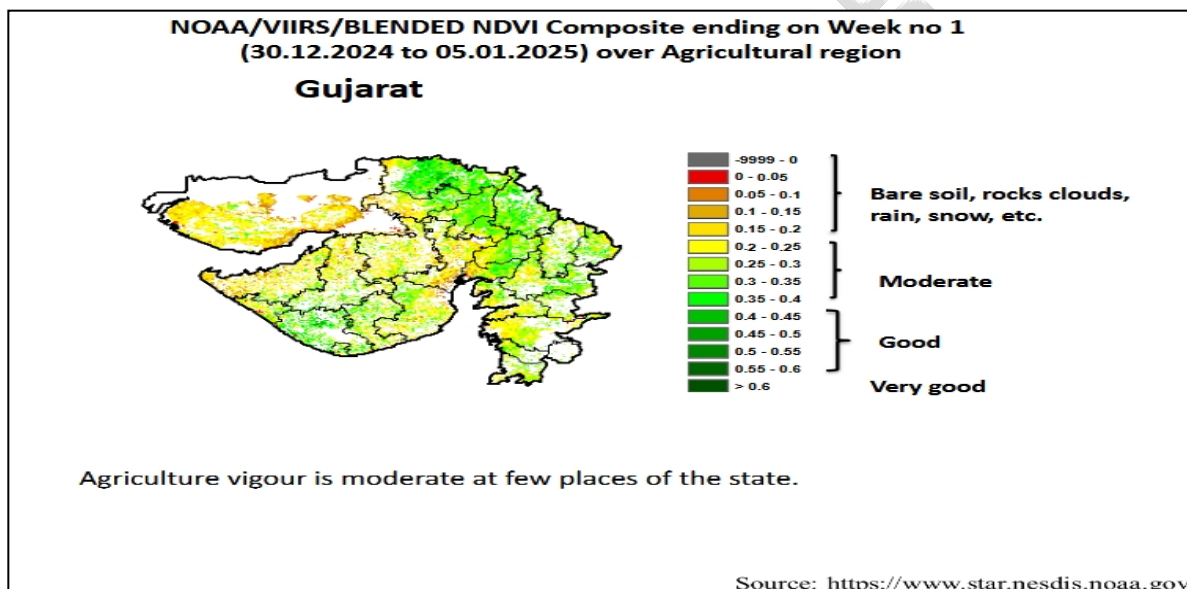 NOAA/VIIRS/BLENDED NDVI Composite ending on Week no 1
(30.12.2024 to 05.01.2025) over Agricultural region
Gujarat
-9999 - 0
0 - 0.05
0.05 - 0.1
0.1 - 0.15
0.15 - 0.2
0.2 - 0.25
0.25 - 0.3
0.3 - 0.35
0.35 - 0.4
0.4 - 0.45
0.45 - 0.5
0.5 - 0.55
0.55 - 0.6
> 0.6
Bare soil, rocks clouds,
rain, snow, etc.
Moderate
Good
Very good
Agriculture vigour is moderate at few places of the state.
Source: https://www.star.nesdis.noaa.gov